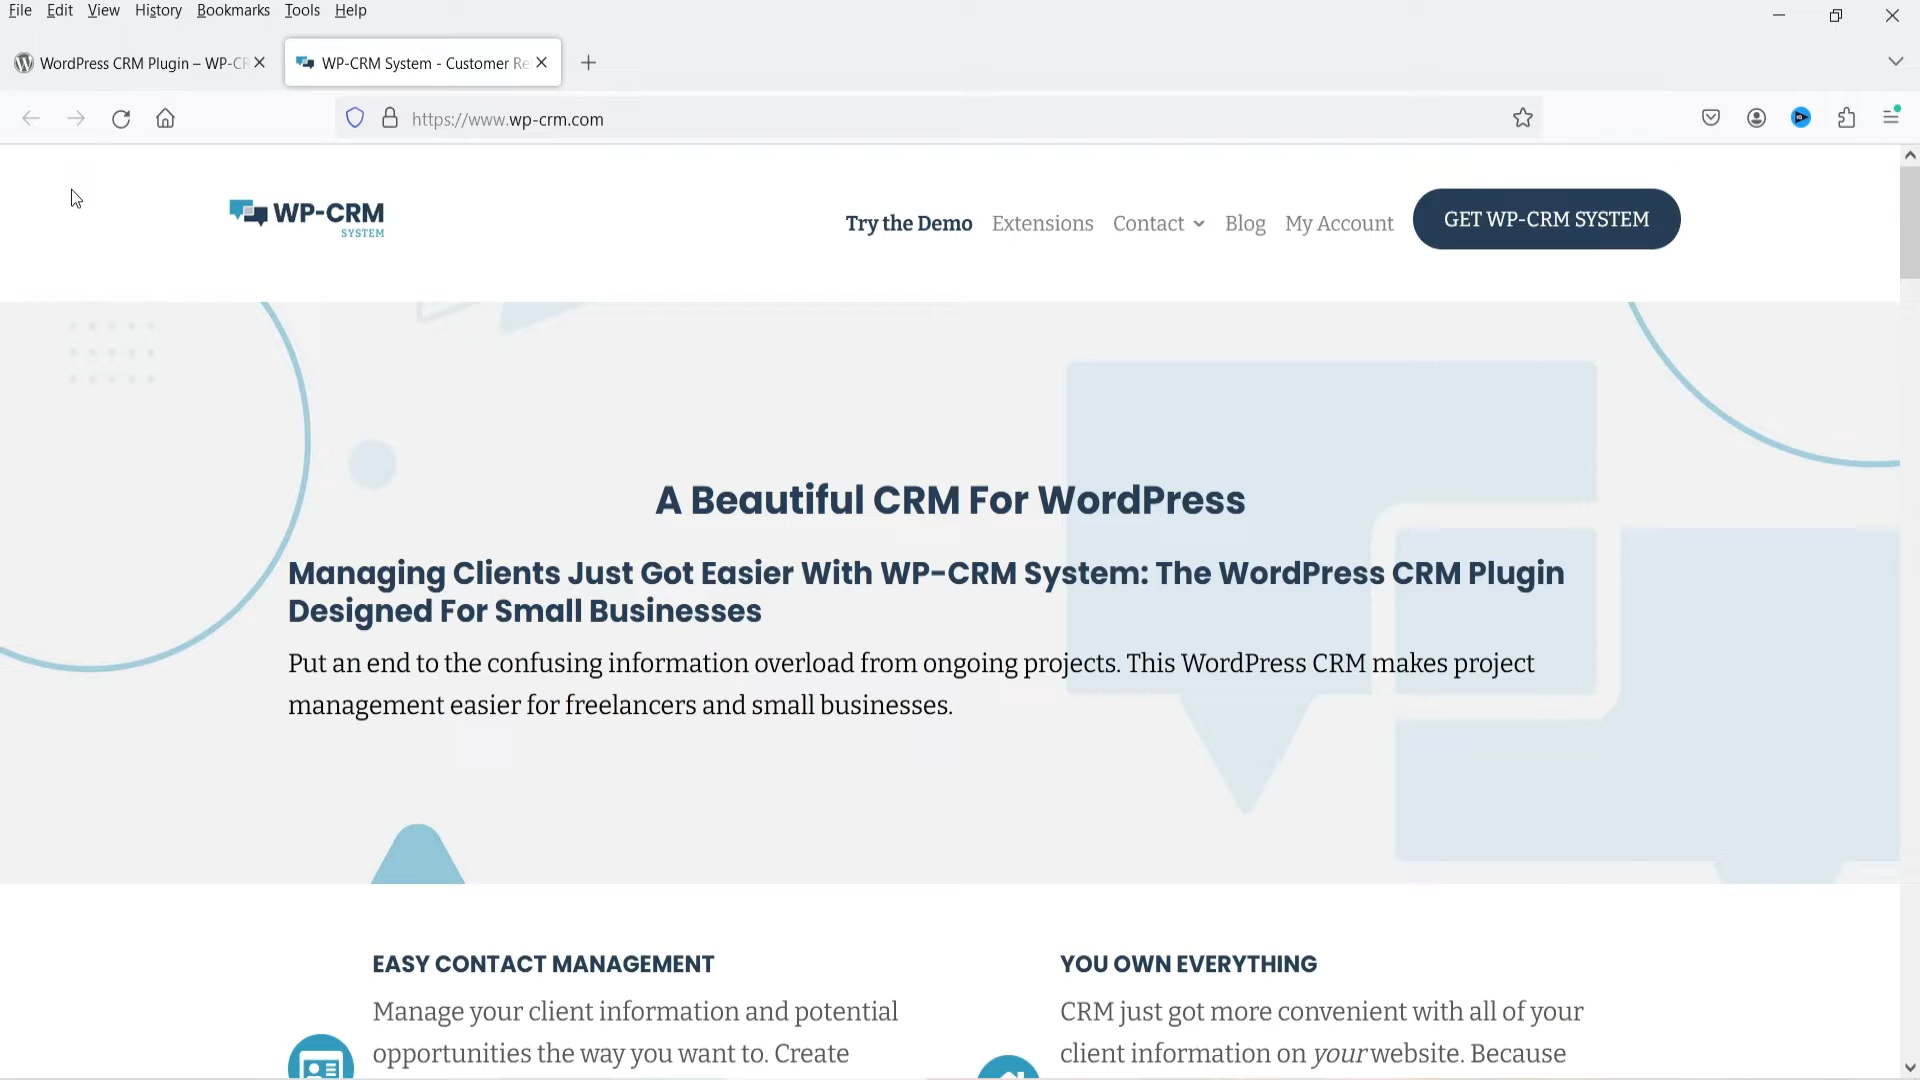 File Edit View History Bookmarks Tools Help
WordPress CRM Plugin – WP-CR
WP-CRM System - Customer Re
https://www.wp-crm.com
WP-CRM
SYSTEM
Try the Demo Extensions Contact Blog My Account GET WP-CRM SYSTEM
A Beautiful CRM For WordPress
Managing Clients Just Got Easier With WP-CRM System: The WordPress CRM Plugin
Designed For Small Businesses
Put an end to the confusing information overload from ongoing projects. This WordPress CRM makes project
management easier for freelancers and small businesses.
EASY CONTACT MANAGEMENT
Manage your client information and potential
opportunities the way you want to. Create
YOU OWN EVERYTHING
CRM just got more convenient with all of your
client information on your website. Because